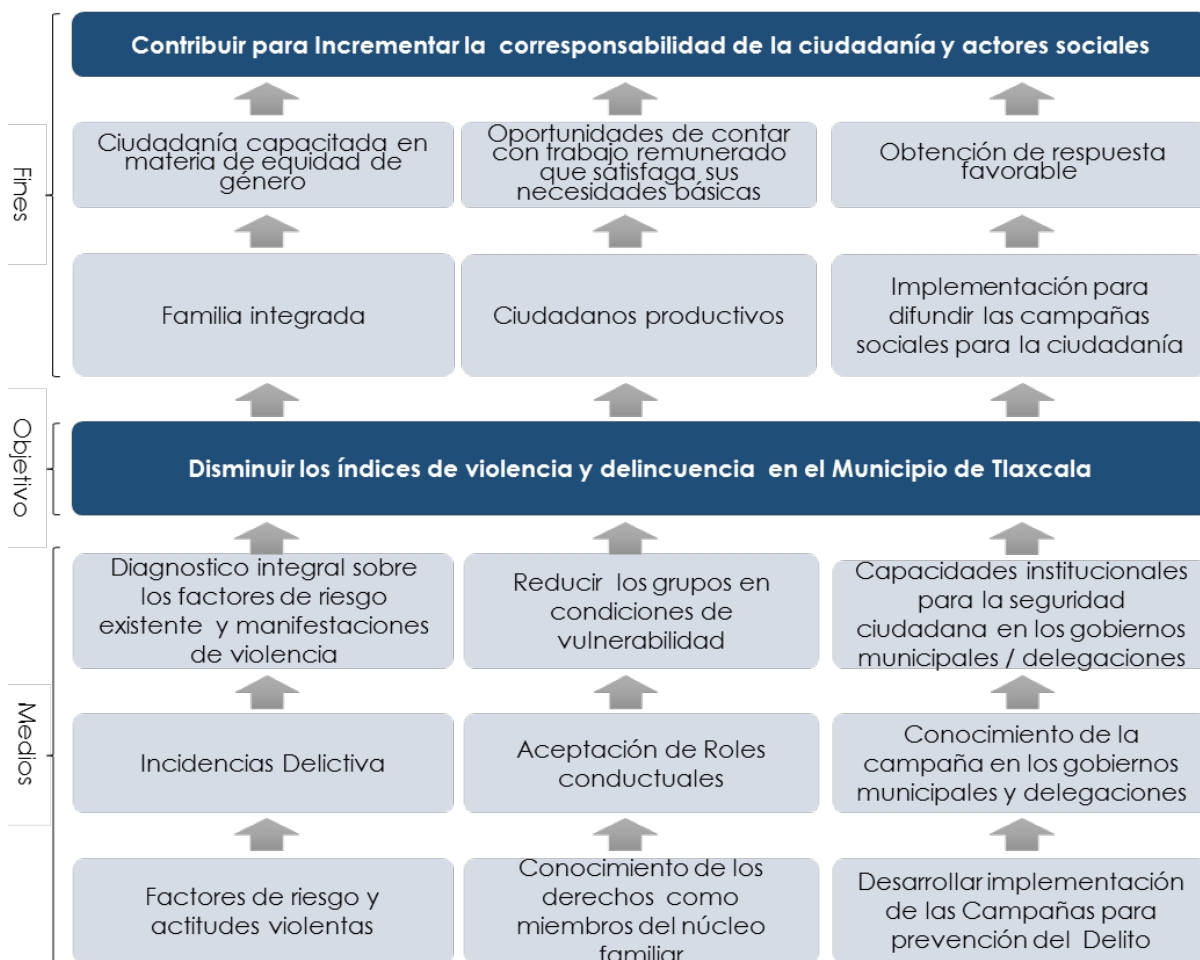 Contribuir para Incrementar la corresponsabilidad de la ciudadanía y actores sociales
Fines
Ciudadanía capacitada en
materia de equidad de
género
Oportunidades de contar
con trabajo remunerado
que satisfaga sus
necesidades básicas
Obtención de respuesta
favorable
Familia integrada
Ciudadanos productivos
Implementación para
difundir las campañas
sociales para la ciudadanía
Objetivo
Disminuir los índices de violencia y delincuencia en el Municipio de Tlaxcala
Medios
Diagnostico integral sobre
los factores de riesgo
existente y manifestaciones
de violencia
Reducir los grupos en
condiciones de
vulnerabilidad
Capacidades institucionales
para la seguridad
ciudadana en los gobiernos
municipales / delegaciones
Incidencias Delictiva
Aceptación de Roles
conductuales
Conocimiento de la
campaña en los gobiernos
municipales y delegaciones
Factores de riesgo y
actitudes violentas
Conocimiento de los
derechos como
miembros del núcleo
familiar
Desarrollar implementación
de las Campañas para
prevención del Delito